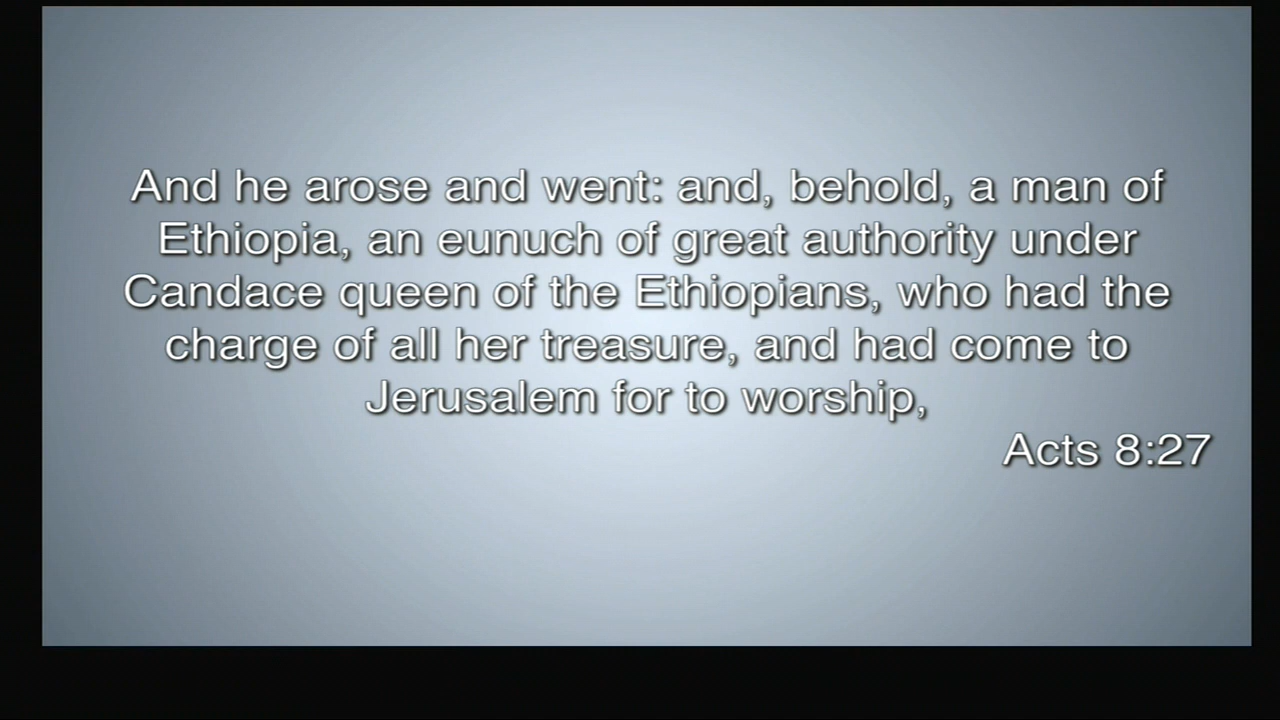 And he arose and went: and, behold, a man of
Ethiopia, an eunuch of great authority under
Candace queen of the Ethiopians, who had the
charge of all her treasure, and had come to
Jerusalem for to worship,
Acts 8:27